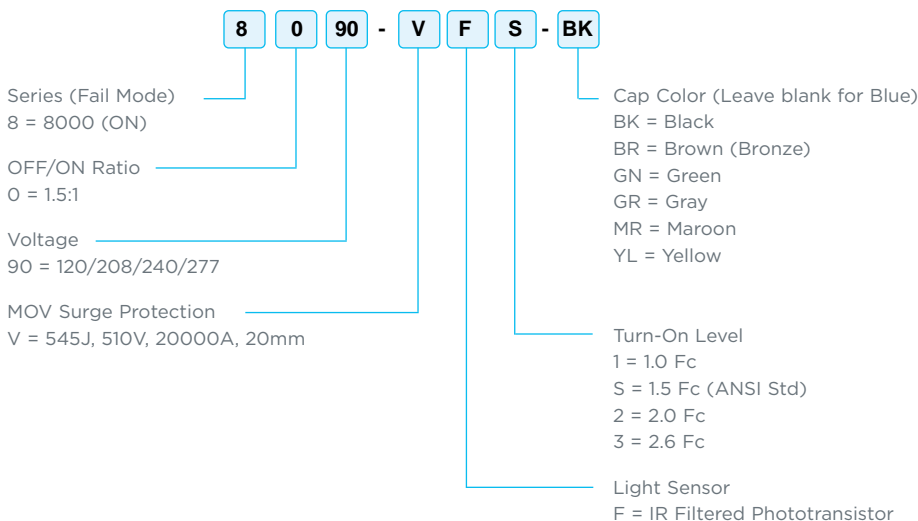 8 0 90 - V F S - BK
Series (Fail Mode)
8 = 8000 (ON)
OFF/ON Ratio
0 = 1.5:1
Voltage
90 = 120/208/240/277
MOV Surge Protection
V = 545J, 510V, 20000A, 20mm
Cap Color (Leave blank for Blue)
BK = Black
BR = Brown (Bronze)
GN = Green
GR = Gray
MR = Maroon
YL = Yellow
Turn-On Level
1 = 1.0 Fc
S = 1.5 Fc (ANSI Std)
2 = 2.0 Fc
3 = 2.6 Fc
Light Sensor
F = IR Filtered Phototransistor